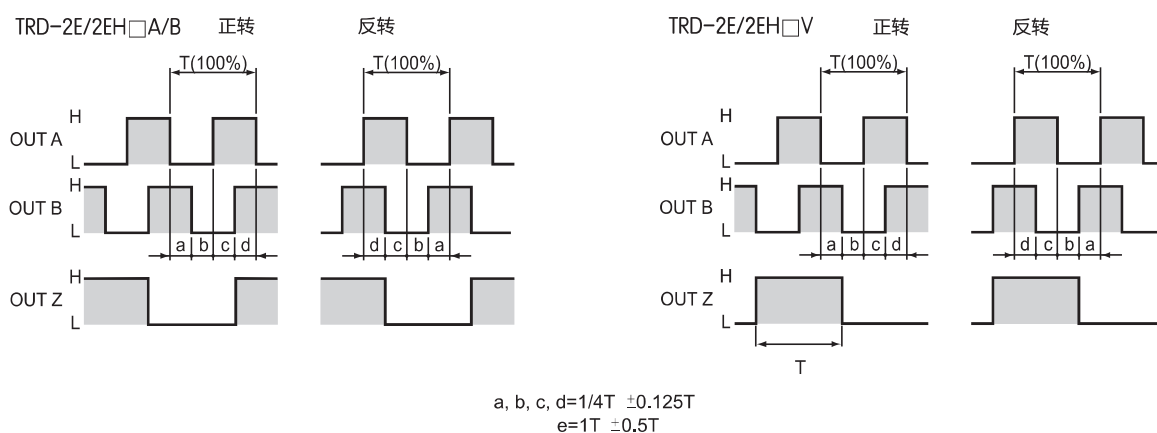 TRD-2E/2EH□A/B 正转 反转
T(100%) T(100%)
H
OUT A
L
H
OUT B
L
a b c d d c b a
H
OUT Z
L
TRD-2E/2EH□V 正转 反转
T(100%) T(100%)
H
OUT A
L
H
OUT B
L
a b c d d c b a
H
OUT Z
L
T
a, b, c, d=1/4T ±0.125T
e=1T ±0.5T